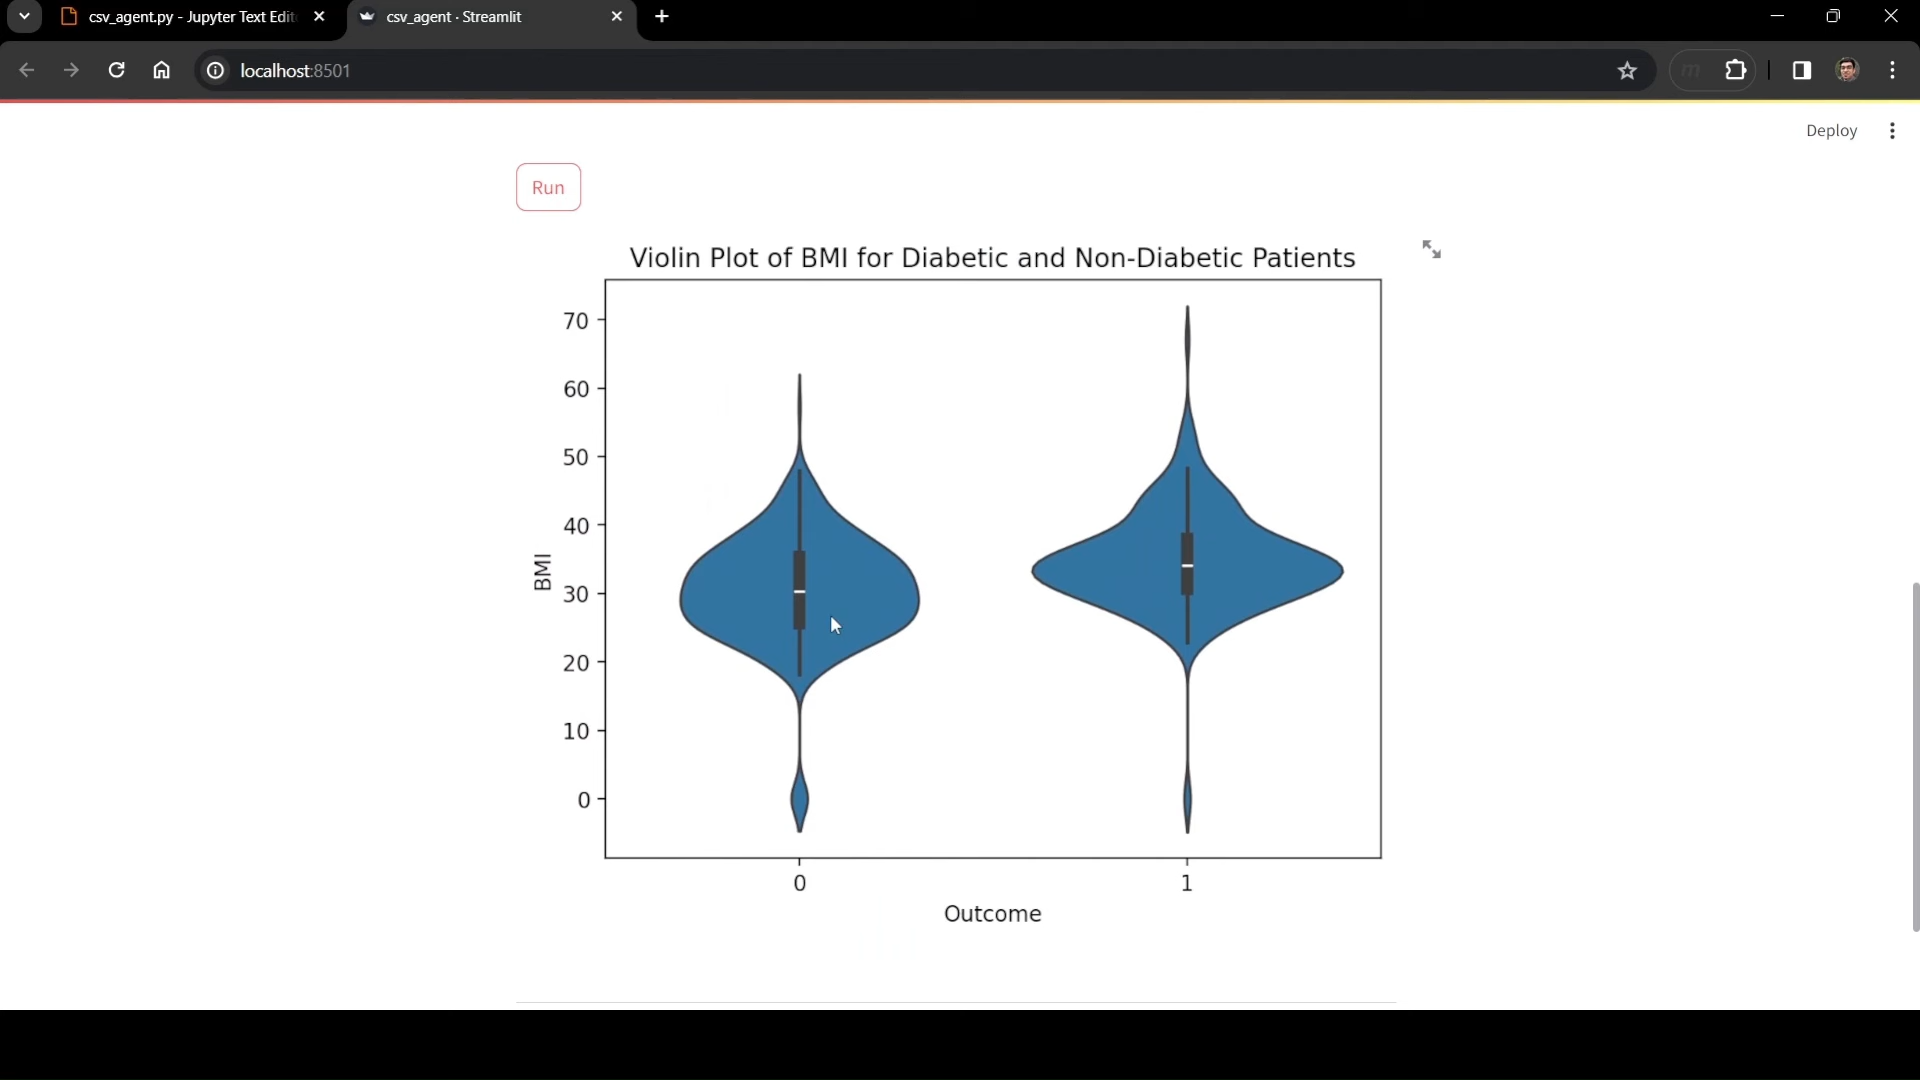 csv_agent.py - Jupyter Text Edit
csv_agent · Streamlit
localhost:8501
Deploy
Run
Violin Plot of BMI for Diabetic and Non-Diabetic Patients
70
60
50
40
30
20
10
0
BMI
0
1
Outcome